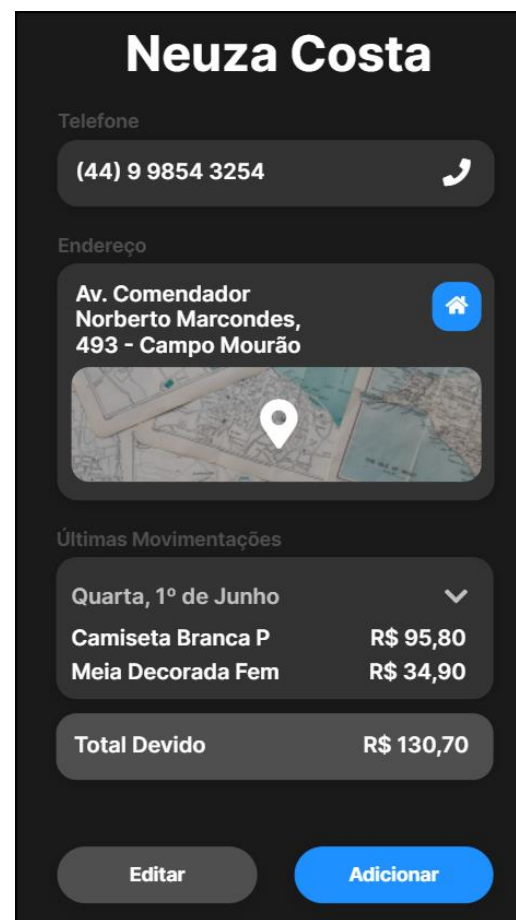 Neuza Costa
Telefone
(44) 9 9854 3254
Endereço
Av. Comendador
Norberto Marcondes,
493 - Campo Mourão
Últimas Movimentações
Quarta, 1º de Junho
Camiseta Branca P R$ 95,80
Meia Decorada Fem R$ 34,90
Total Devido R$ 130,70
Editar Adicionar